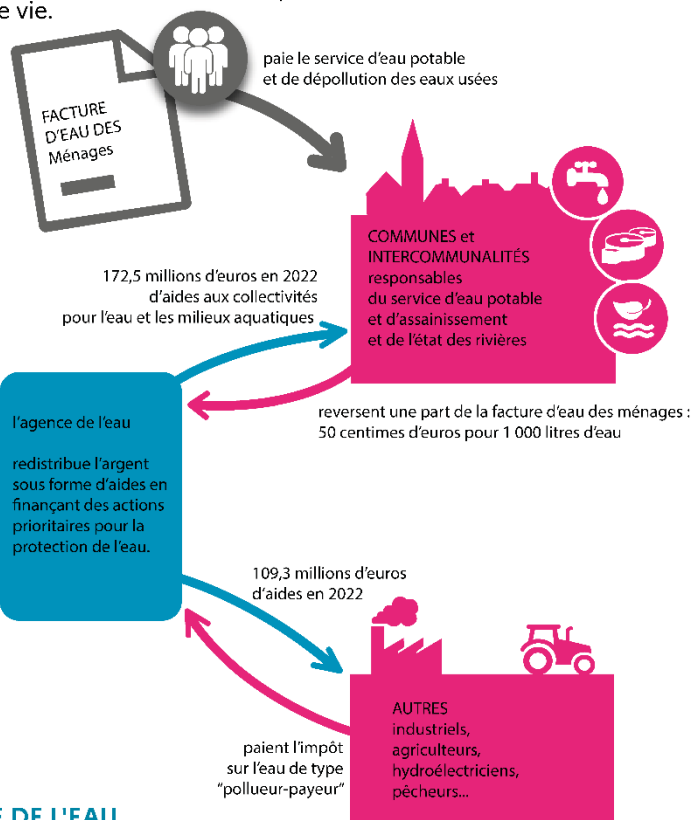 e vie.
paie le service d'eau potable
et de dépollution des eaux usées
FACTURE
D'EAU DES
Ménages
COMMUNES et
INTERCOMMUNALITÉS
responsables
du service d'eau potable
et d'assainissement
et de l'état des rivières
172,5 millions d'euros en 2022
d'aides aux collectivités
pour l'eau et les milieux aquatiques
reversent une part de la facture d'eau des ménages :
50 centimes d'euros pour 1 000 litres d'eau
l'agence de l'eau
redistribue l'argent
sous forme d'aides en
finançant des actions
prioritaires pour la
protection de l'eau.
109,3 millions d'euros
d'aides en 2022
AUTRES
industriels,
agriculteurs,
hydroélectriciens,
pêcheurs...
paient l'impôt
sur l'eau de type
"pollueur-payeur"
E DE L'EAU